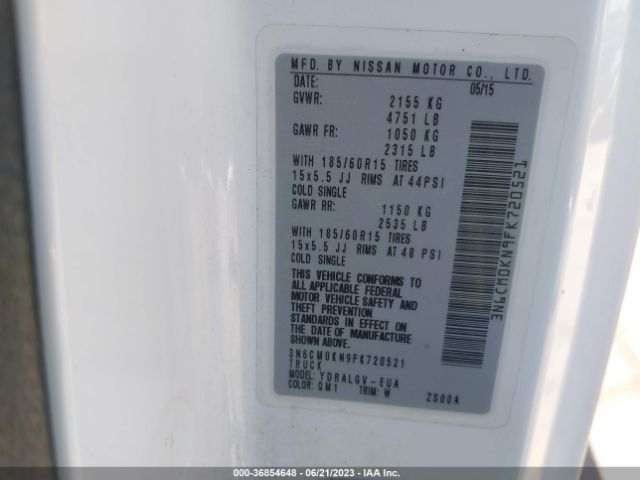 MFD. BY NISSAN MOTOR CO., LTD.
DATE: 05/15
GVWR: 2155 KG
4751 LB
GAWR FR: 1050 KG
2315 LB
WITH 185/60R15 TIRES
15x5.5 JJ RIMS AT 44PSI
COLD SINGLE
GAWR RR: 1150 KG
2535 LB
WITH 185/60R15 TIRES
15x5.5 JJ RIMS AT 48 PSI
COLD SINGLE
THIS VEHICLE CONFORMS TO
ALL APPLICABLE FEDERAL
MOTOR VEHICLE SAFETY AND
THEFT PREVENTION
STANDARDS IN EFFECT ON
THE DATE OF MANUFACTURE
SHOWN ABOVE.
3N6CM0KN9FK720521
TRUCK
MODEL: YDRALGV-EUA
COLOR: QM1 TRIM: W ZS00A
3N6CM0KN9FK720521
000-36854648 - 06/21/2023 - IAA Inc.